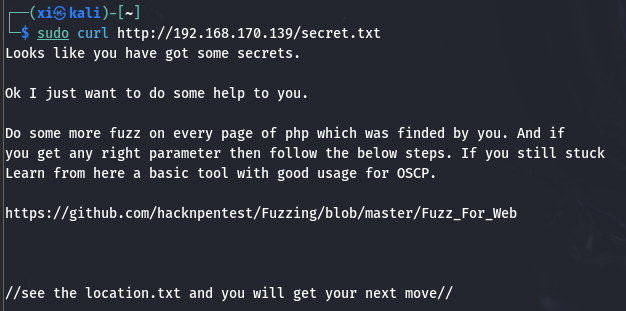 ┌──(xi㉿kali)-[~]
└─$ sudo curl http://192.168.170.139/secret.txt
Looks like you have got some secrets.
Ok I just want to do some help to you.
Do some more fuzz on every page of php which was finded by you. And if
you get any right parameter then follow the below steps. If you still stuck
Learn from here a basic tool with good usage for OSCP.
https://github.com/hacknpentest/Fuzzing/blob/master/Fuzz_For_Web
//see the location.txt and you will get your next move//